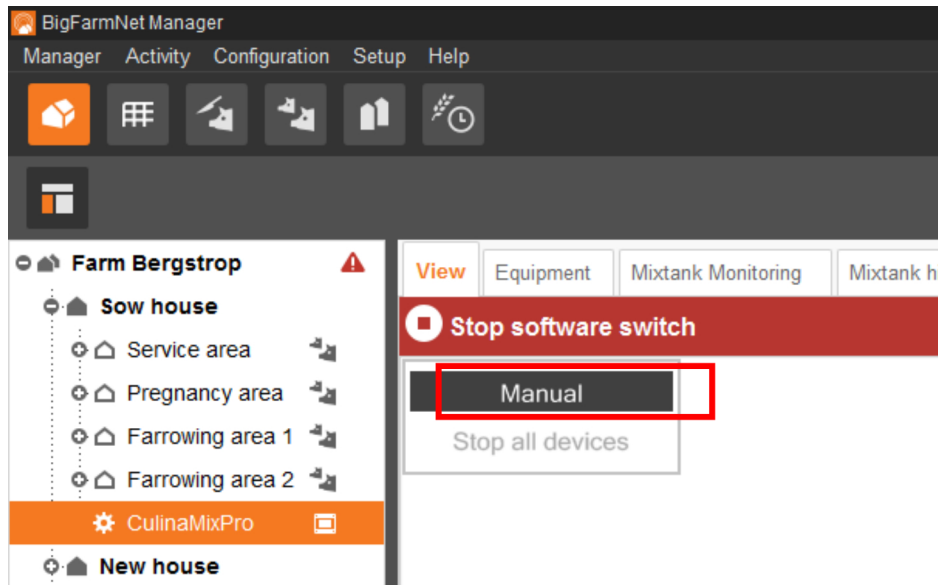 BigFarmNet Manager
Manager Activity Configuration Setup Help
Farm Bergstrop
Sow house
Service area
Pregnancy area
Farrowing area 1
Farrowing area 2
CulinaMixPro
New house
View Equipment Mixtank Monitoring Mixtank h
Stop software switch
Manual
Stop all devices